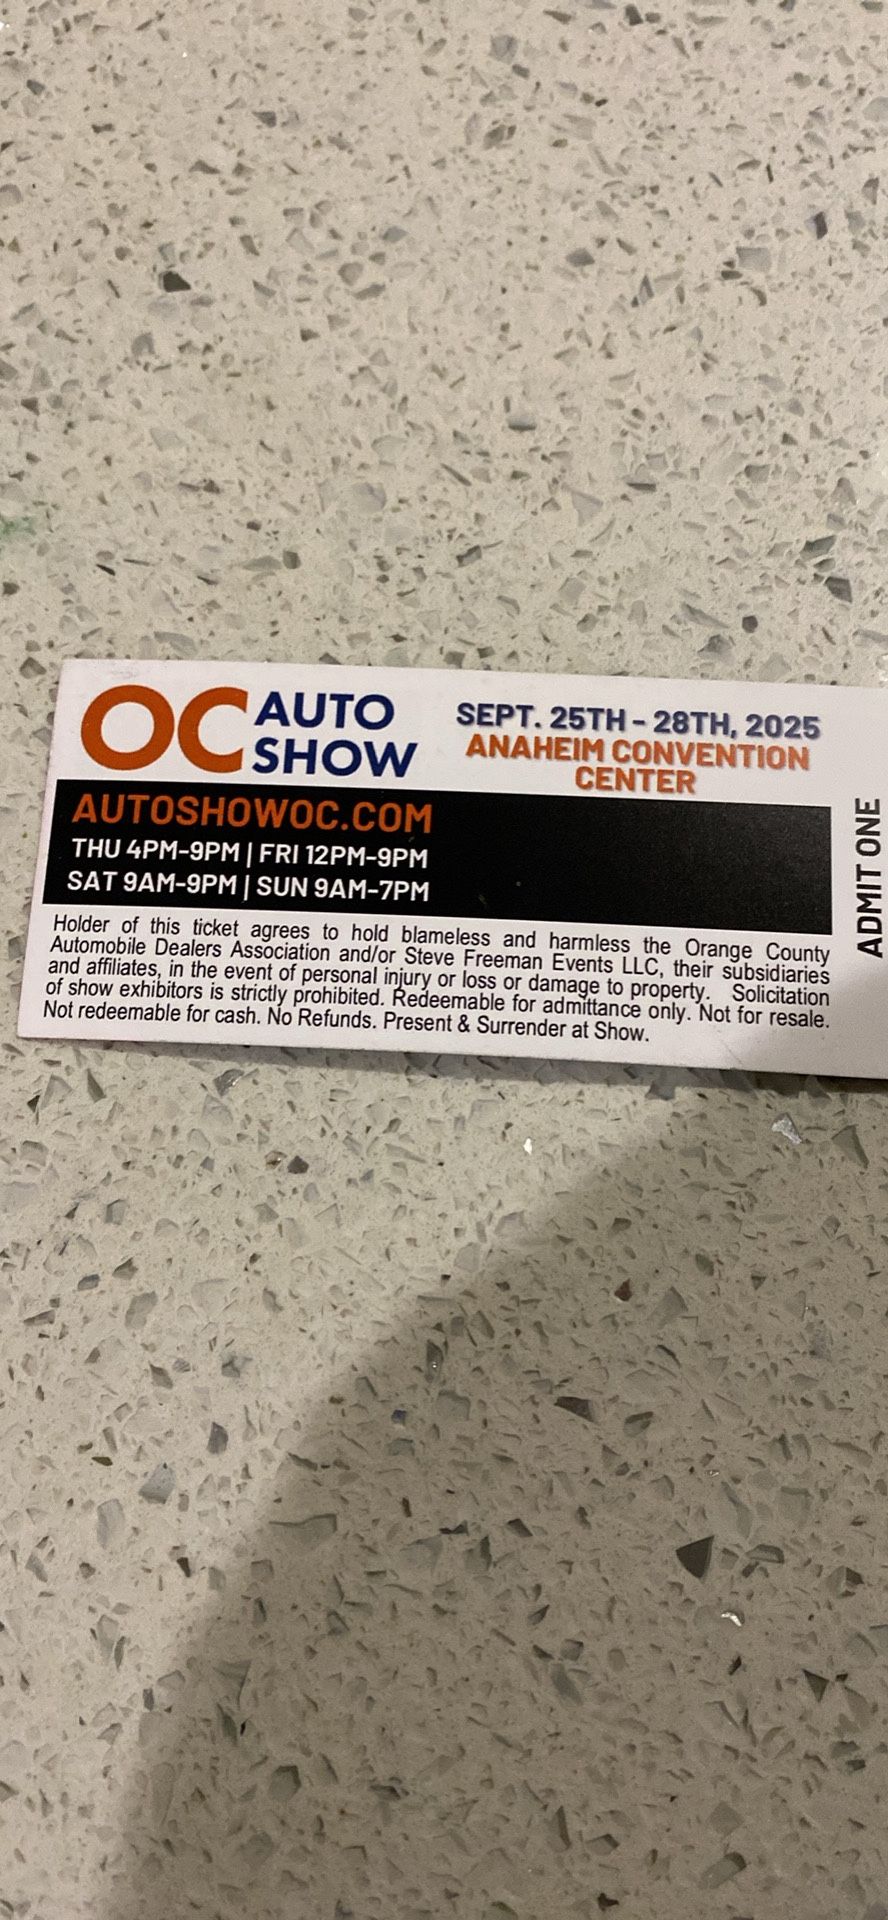 OC AUTO
SHOW
SEPT. 25TH - 28TH, 2025
ANAHEIM CONVENTION
CENTER
AUTOSHOWOC.COM
THU 4PM-9PM | FRI 12PM-9PM
SAT 9AM-9PM | SUN 9AM-7PM
Holder of this ticket agrees to hold blameless and harmless the Orange County
Automobile Dealers Association and/or Steve Freeman Events LLC, their subsidiaries
and affiliates, in the event of personal injury or loss or damage to property. Solicitation
of show exhibitors is strictly prohibited. Redeemable for admittance only. Not for resale.
Not redeemable for cash. No Refunds. Present & Surrender at Show.
ADMIT ONE